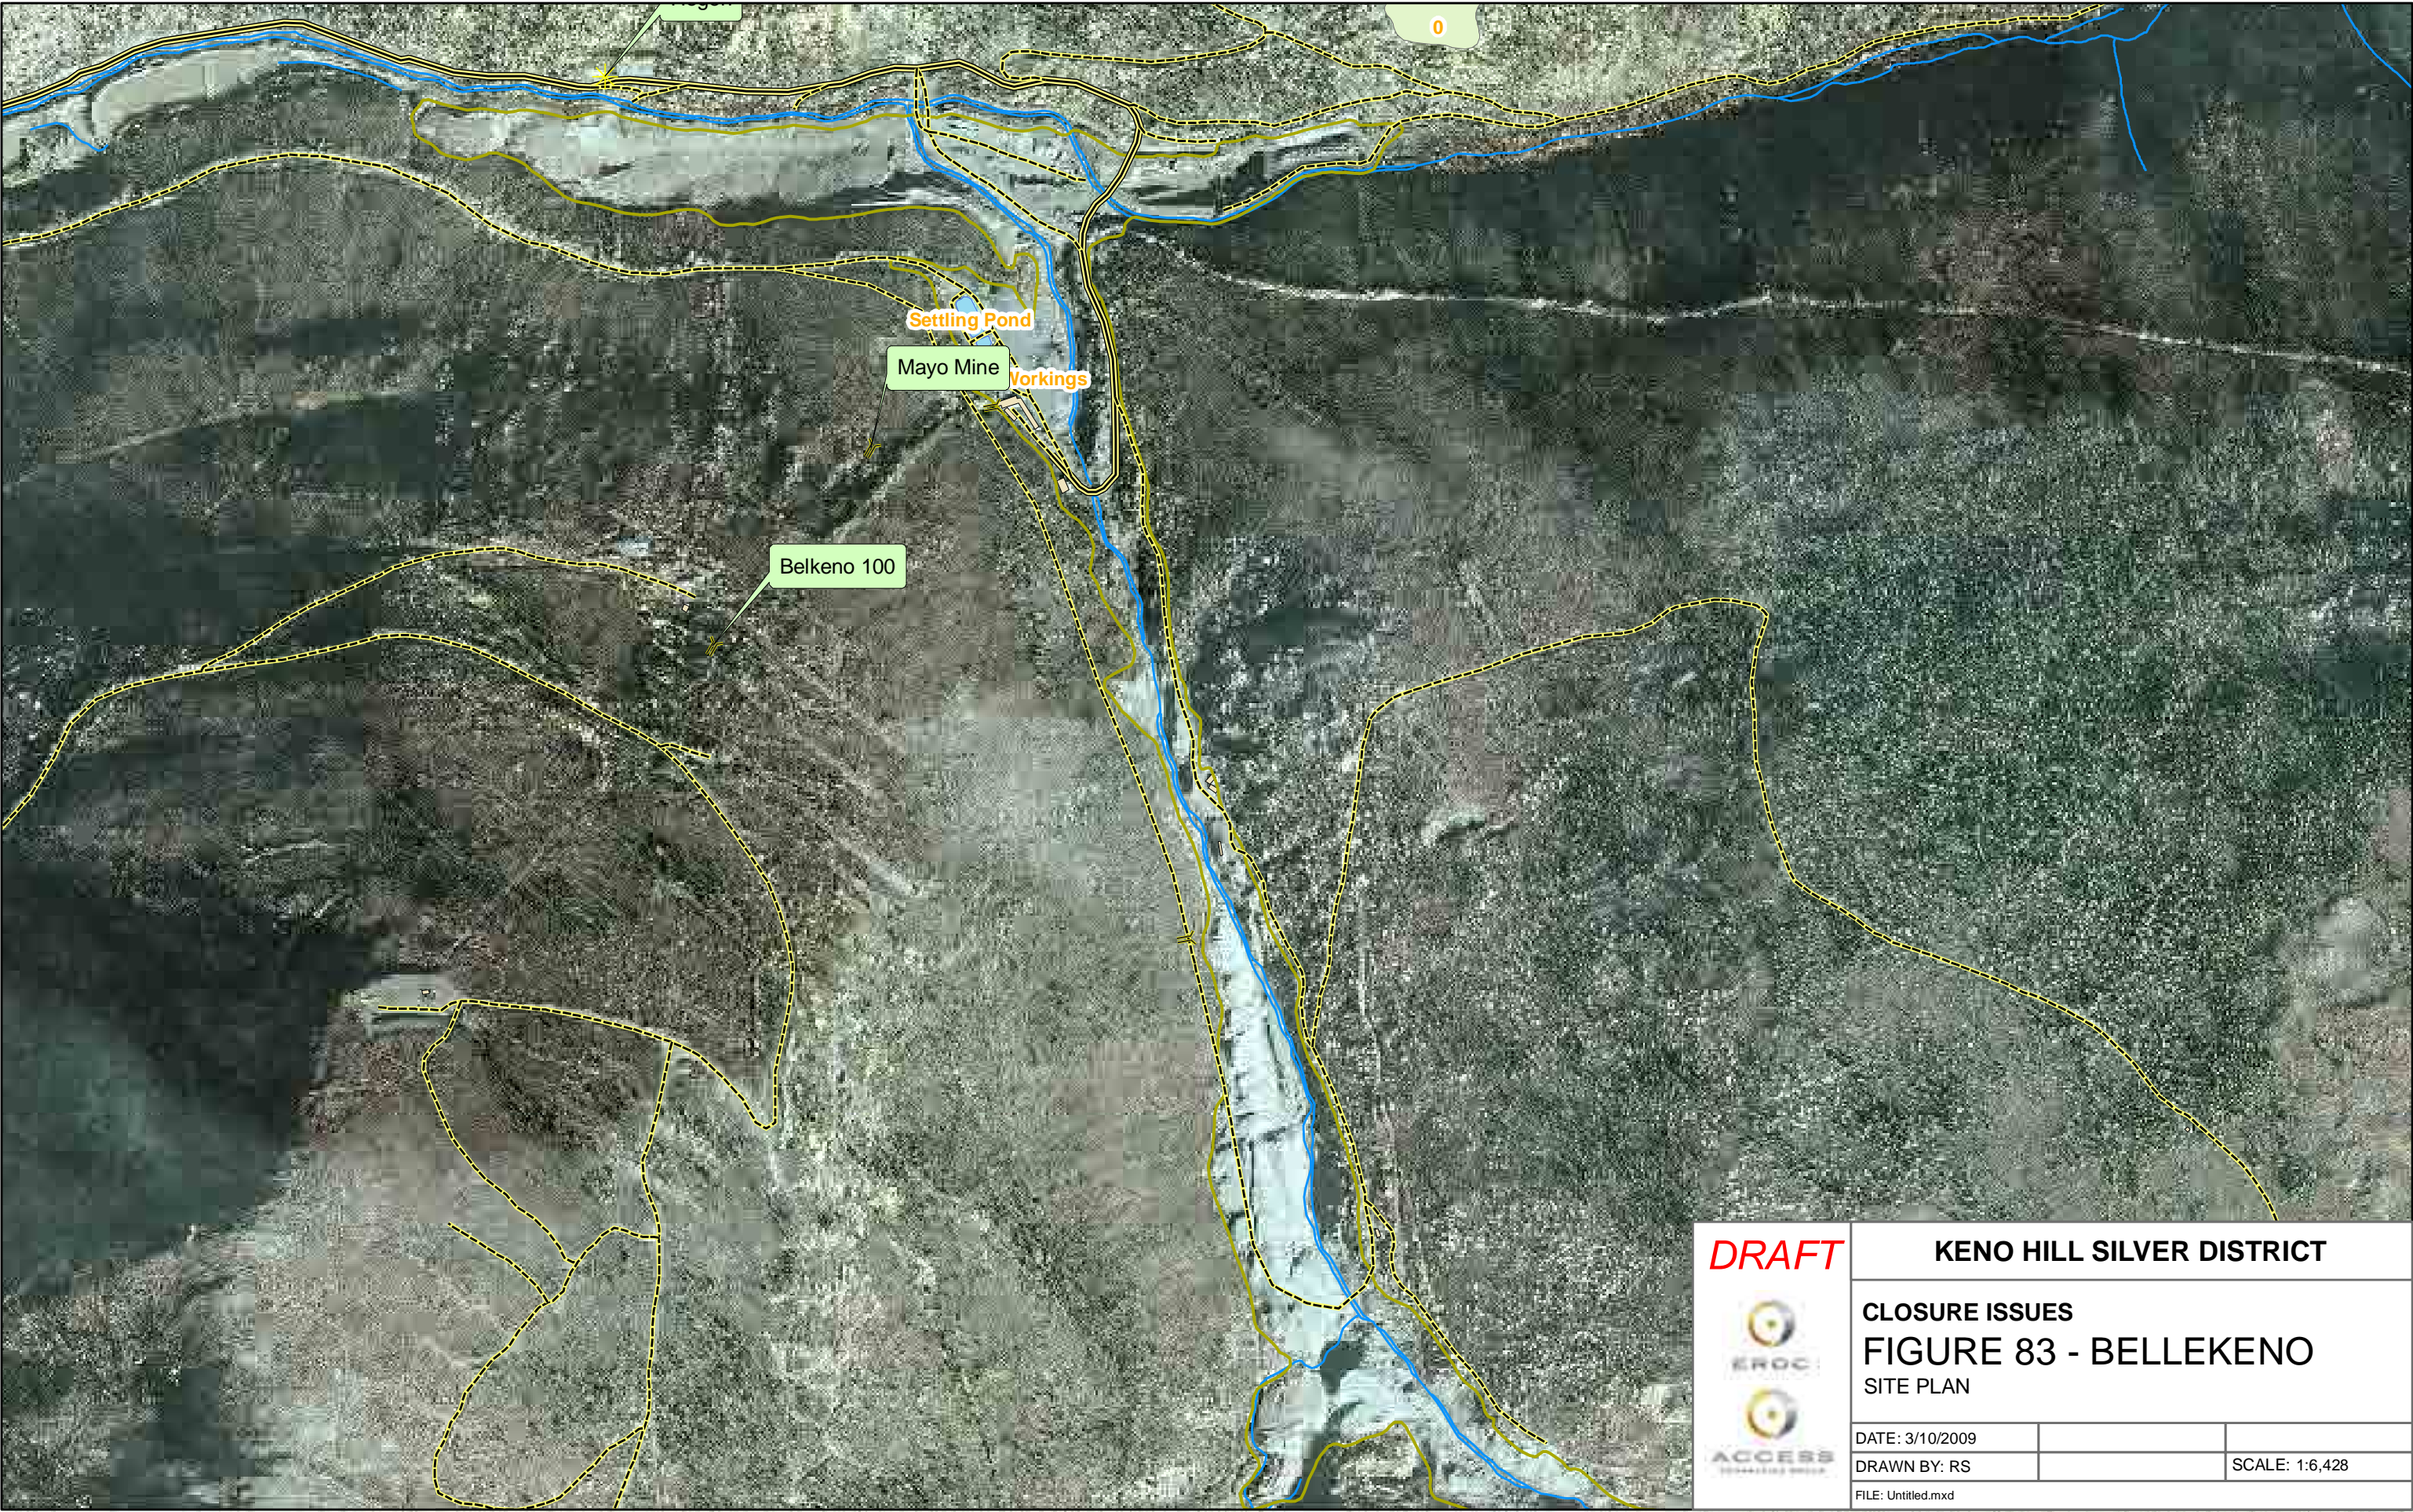 0
Settling Pond
Mayo Mine
Workings
Belkeno 100
DRAFT
KENO HILL SILVER DISTRICT
CLOSURE ISSUES
FIGURE 83 - BELLEKENO
SITE PLAN
EROC
ACCESS
DATE: 3/10/2009
DRAWN BY: RS
SCALE: 1:6,428
FILE: Untitled.mxd